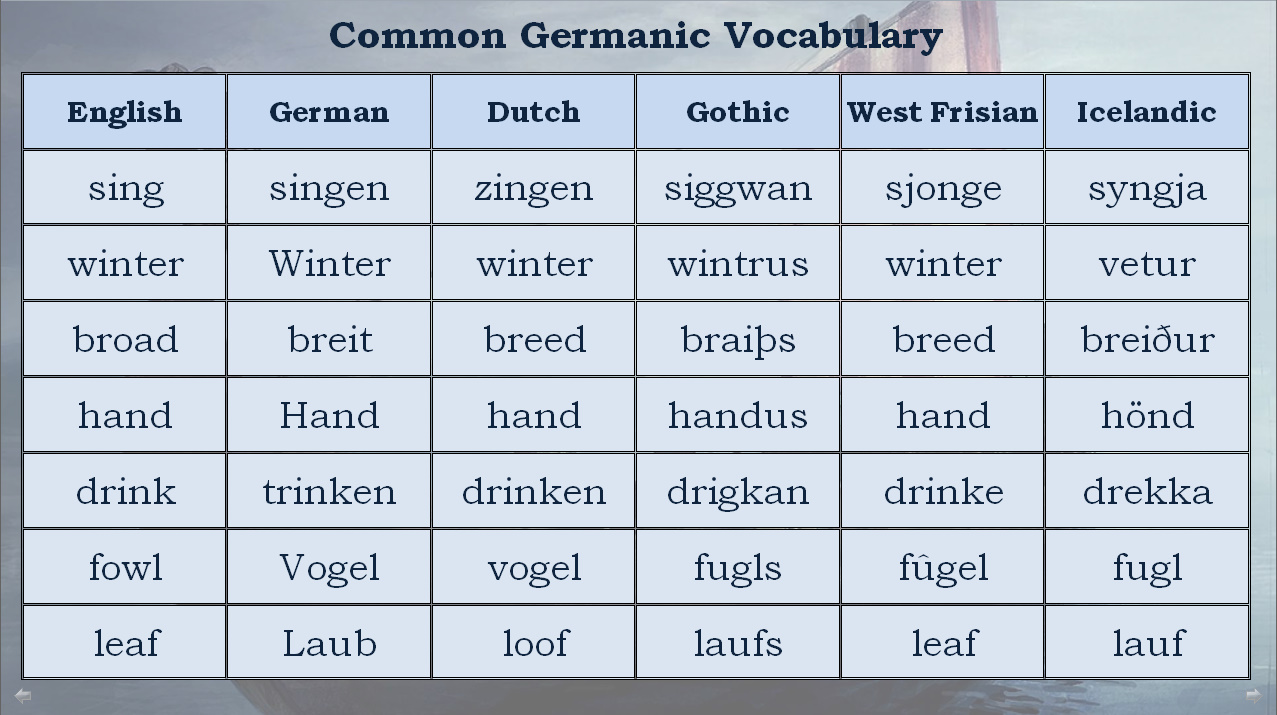 Common Germanic Vocabulary
English German Dutch Gothic West Frisian Icelandic
sing singen zingen siggwan sjonge syngja
winter Winter winter wintrus winter vetur
broad breit breed braiþs breed breiður
hand Hand hand handus hand hönd
drink trinken drinken drigkan drinke drekka
fowl Vogel vogel fugls fûgel fugl
leaf Laub loof laufs leaf lauf